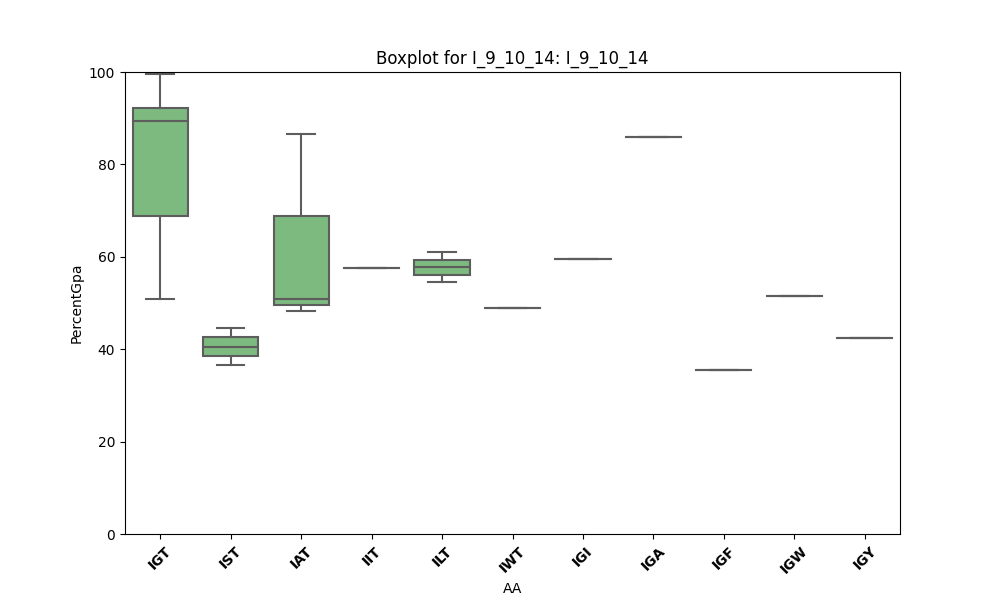 Boxplot for I_9_10_14: I_9_10_14
100
80
60
40
20
0
PercentGpa
IGT
IST
IAT
IIT
ILT
IWT
IGI
IGA
IGF
IGW
IGY
AA